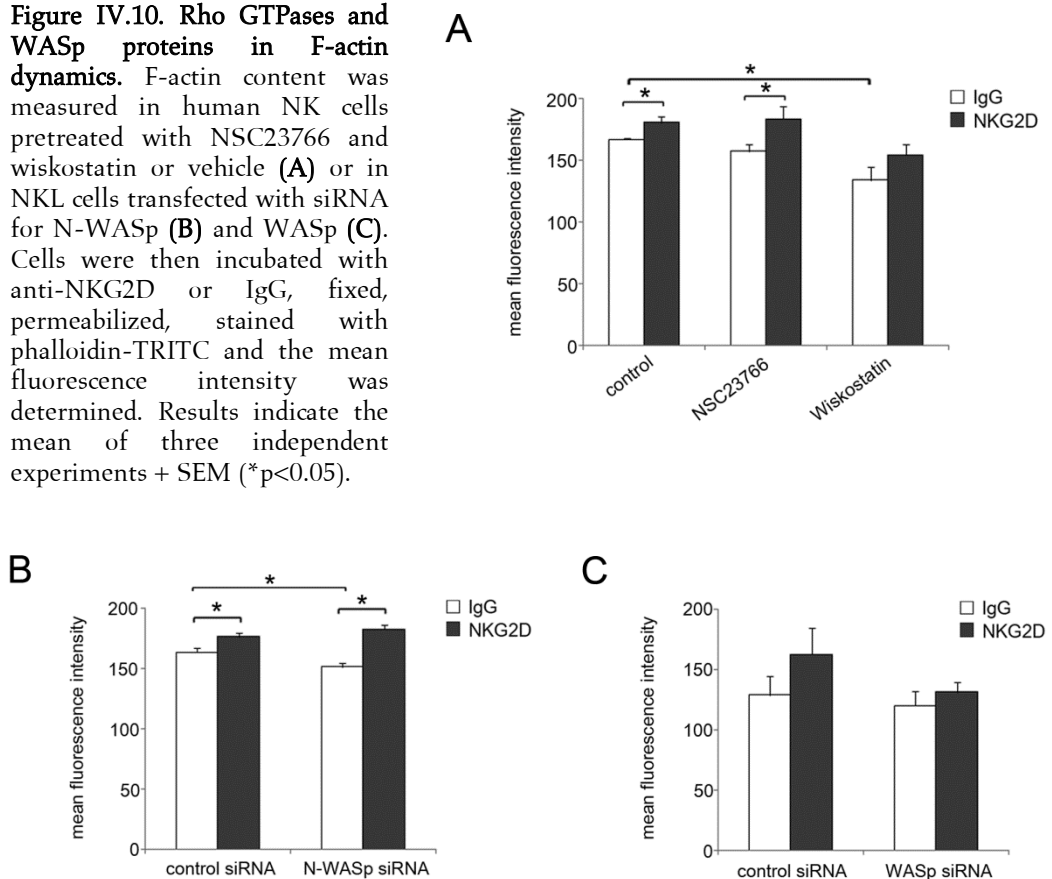 Figure IV.10. Rho GTPases and
WASp proteins in F-actin
dynamics. F-actin content was
measured in human NK cells
pretreated with NSC23766 and
wiskostatin or vehicle (A) or in
NKL cells transfected with siRNA
for N-WASp (B) and WASp (C).
Cells were then incubated with
anti-NKG2D or IgG, fixed,
permeabilized, stained with
phalloidin-TRITC and the mean
fluorescence intensity was
determined. Results indicate the
mean of three independent
experiments + SEM (*p<0.05).
A
mean fluorescence intensity
200
150
100
50
0
*
*
*
IgG
NKG2D
control
NSC23766
Wiskostatin
B
mean fluorescence intensity
200
150
100
50
0
*
*
*
IgG
NKG2D
control siRNA
N-WASp siRNA
C
mean fluorescence intensity
200
150
100
50
0
IgG
NKG2D
control siRNA
WASp siRNA